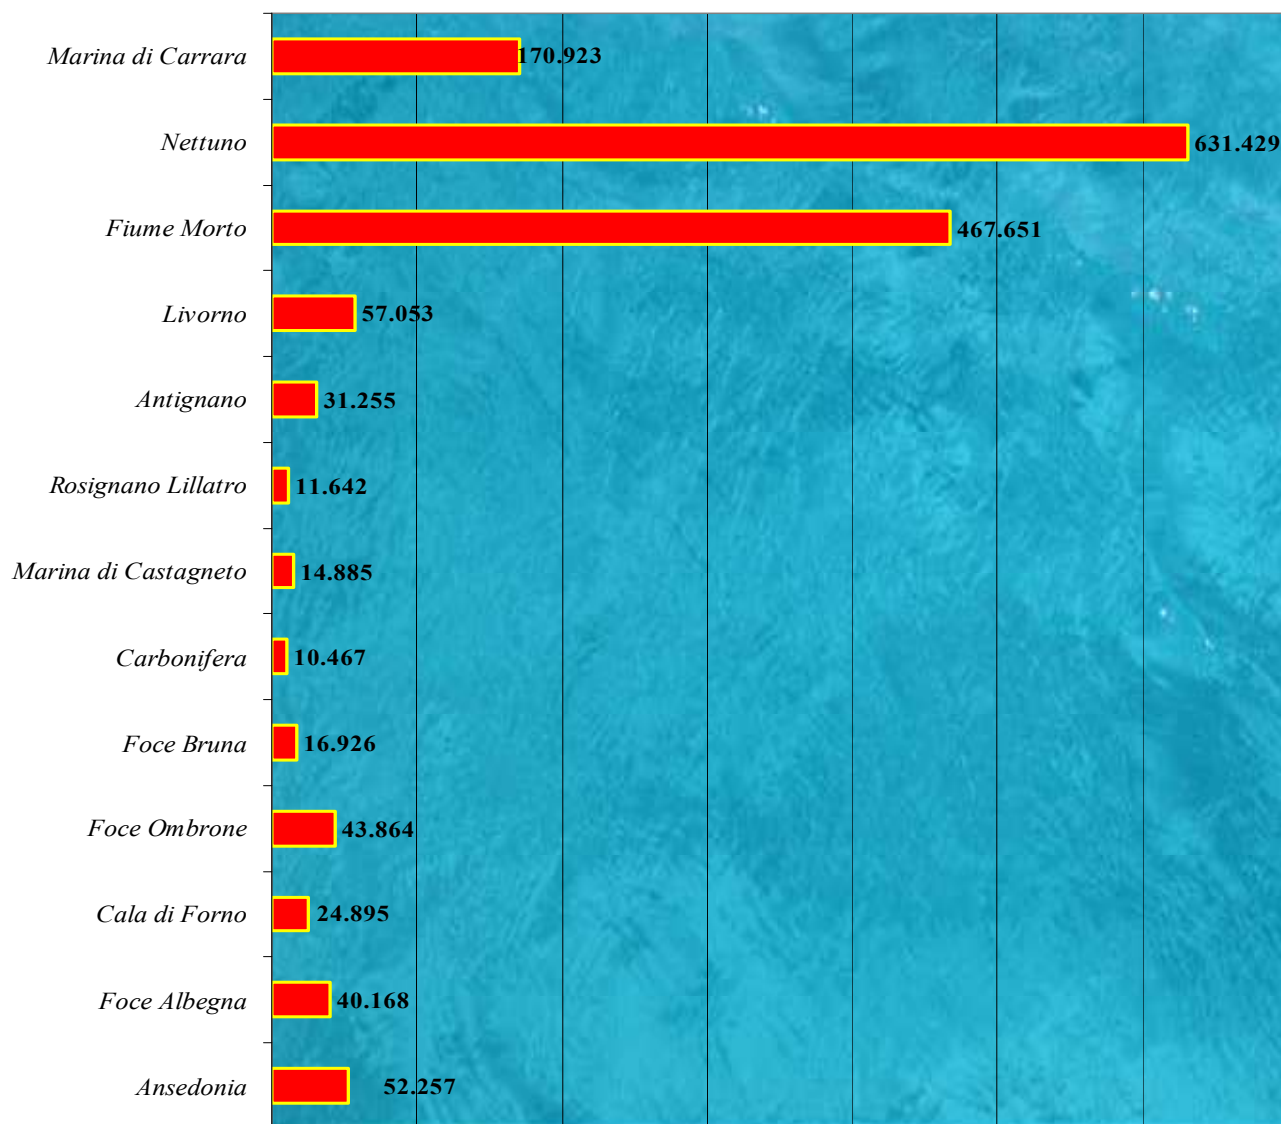 Marina di Carrara 170.923
Nettuno 631.429
Fiume Morto 467.651
Livorno 57.053
Antignano 31.255
Rosignano Lillatro 11.642
Marina di Castagneto 14.885
Carbonifera 10.467
Foce Bruna 16.926
Foce Ombrone 43.864
Cala di Forno 24.895
Foce Albegna 40.168
Ansedonia 52.257